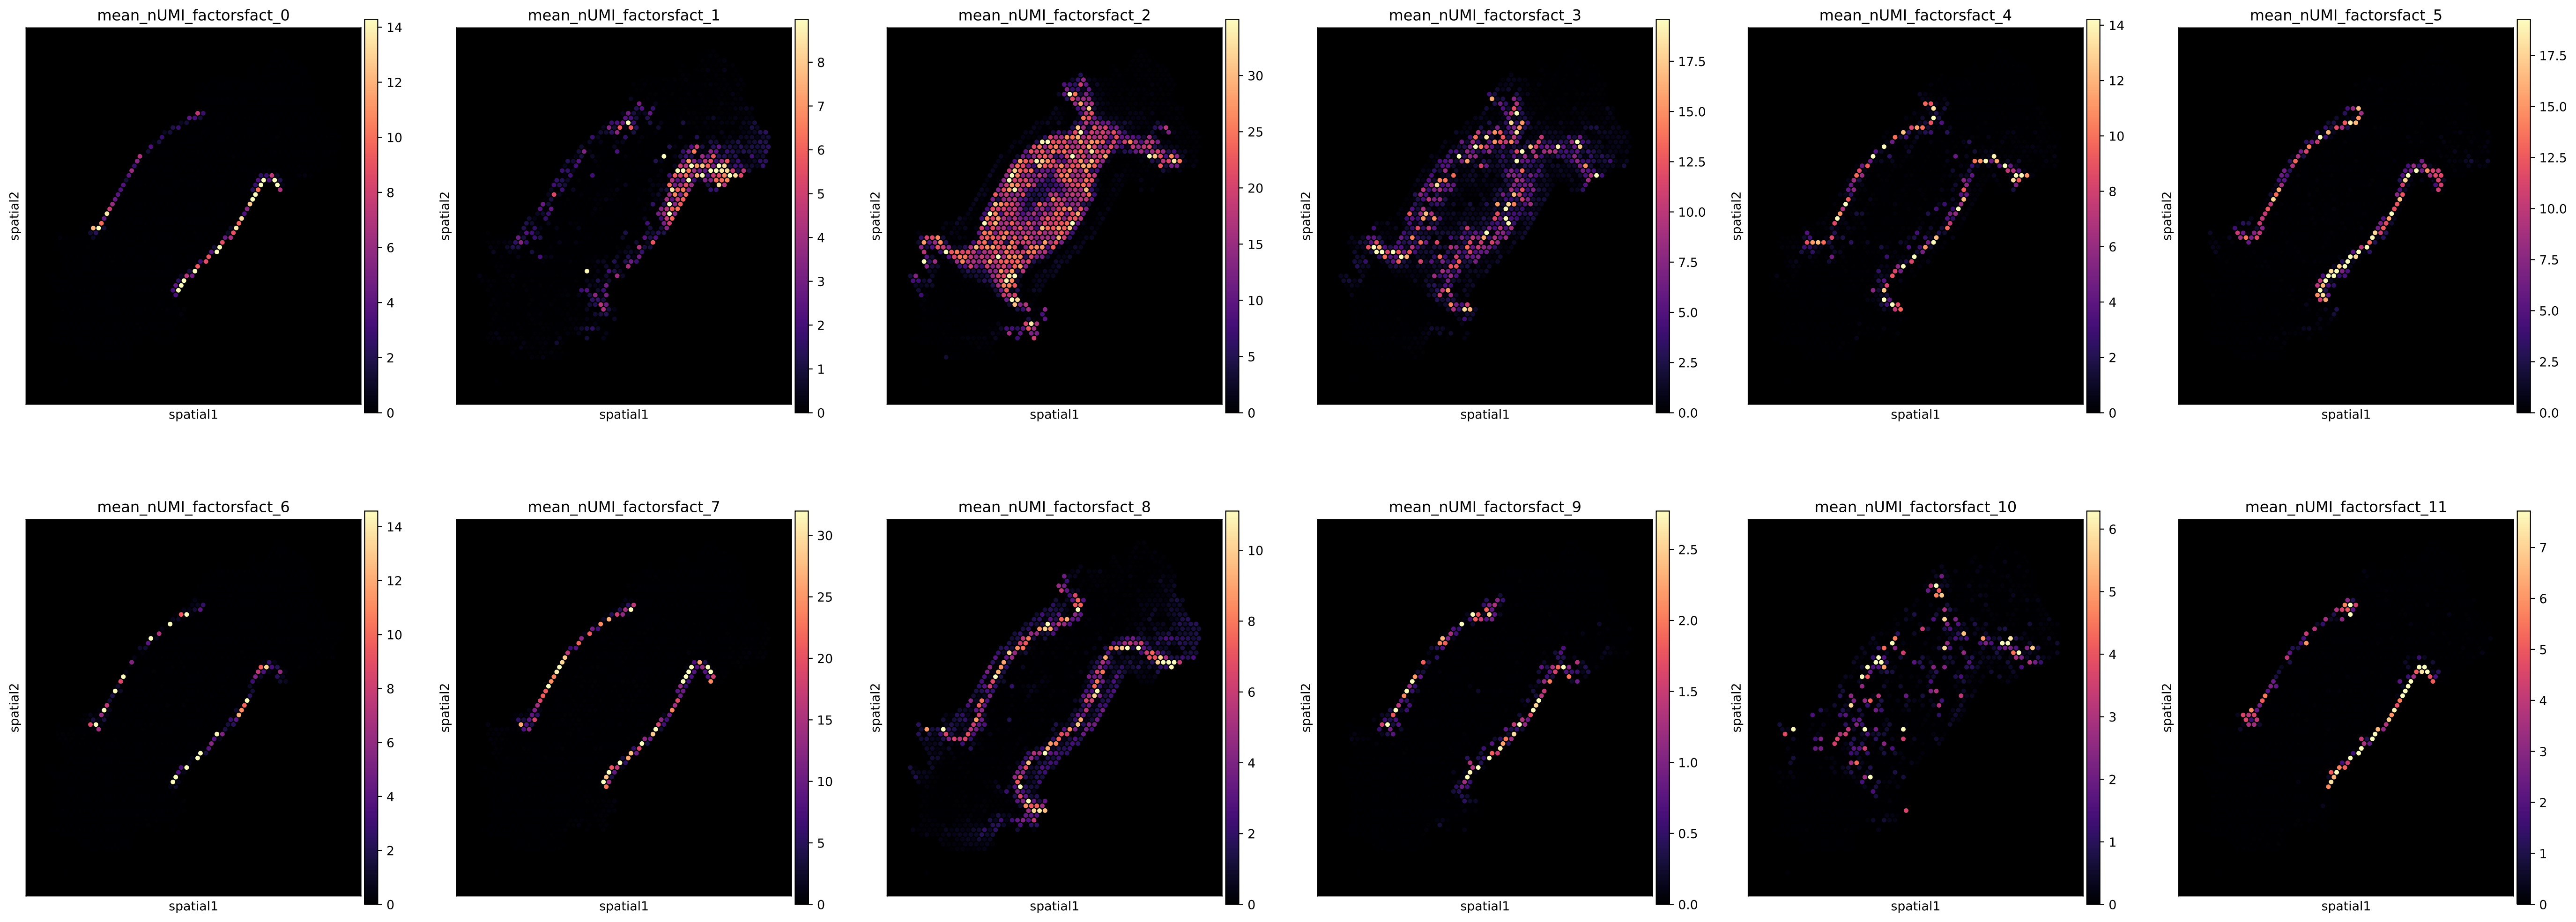 mean_nUMI_factorsfact_0
14
12
10
8
6
4
2
0
spatial2
spatial1
mean_nUMI_factorsfact_1
8
7
6
5
4
3
2
1
0
spatial2
spatial1
mean_nUMI_factorsfact_2
30
25
20
15
10
5
0
spatial2
spatial1
mean_nUMI_factorsfact_3
17.5
15.0
12.5
10.0
7.5
5.0
2.5
0.0
spatial2
spatial1
mean_nUMI_factorsfact_4
14
12
10
8
6
4
2
0
spatial2
spatial1
mean_nUMI_factorsfact_5
17.5
15.0
12.5
10.0
7.5
5.0
2.5
0.0
spatial2
spatial1
mean_nUMI_factorsfact_6
14
12
10
8
6
4
2
0
spatial2
spatial1
mean_nUMI_factorsfact_7
30
25
20
15
10
5
0
spatial2
spatial1
mean_nUMI_factorsfact_8
10
8
6
4
2
0
spatial2
spatial1
mean_nUMI_factorsfact_9
2.5
2.0
1.5
1.0
0.5
0.0
spatial2
spatial1
mean_nUMI_factorsfact_10
6
5
4
3
2
1
0
spatial2
spatial1
mean_nUMI_factorsfact_11
7
6
5
4
3
2
1
0
spatial2
spatial1